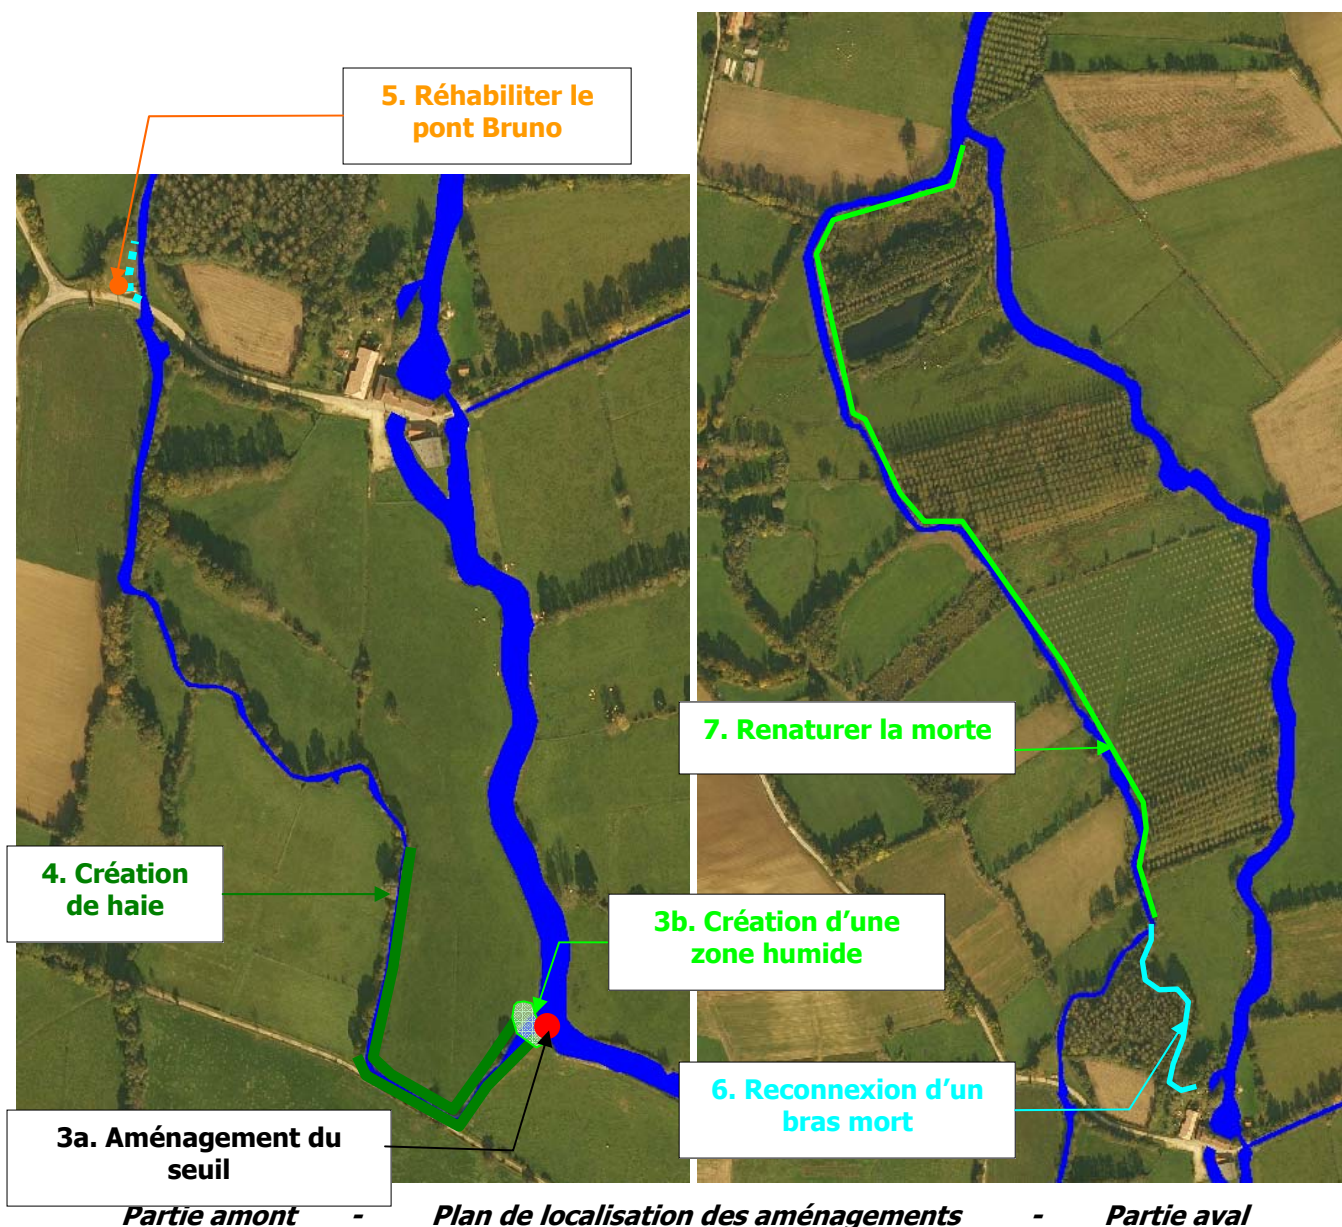 5. Réhabiliter le
pont Bruno
7. Renaturer la morte
4. Création
de haie
3b. Création d’une
zone humide
6. Reconnexion d’un
bras mort
3a. Aménagement du
seuil
Partie amont - Plan de localisation des aménagements - Partie aval